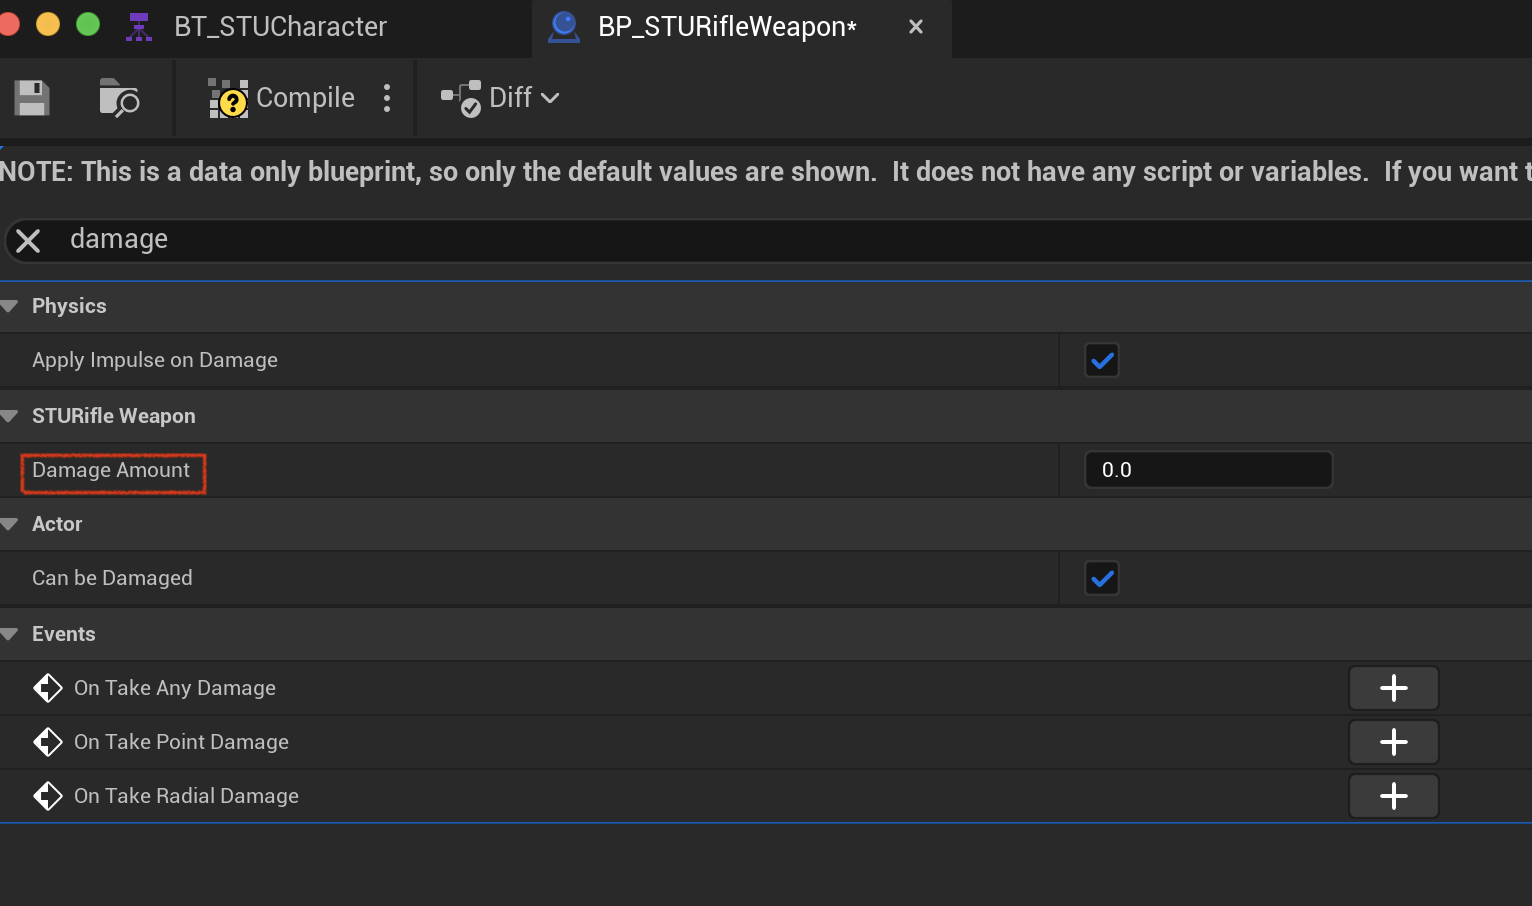 BT_STUCharacter
BP_STURifleWeapon*
Compile
Diff
NOTE: This is a data only blueprint, so only the default values are shown.  It does not have any script or variables.  If you want t
damage
Physics
Apply Impulse on Damage
STURifle Weapon
Damage Amount 0.0
Actor
Can be Damaged
Events
On Take Any Damage
On Take Point Damage
On Take Radial Damage